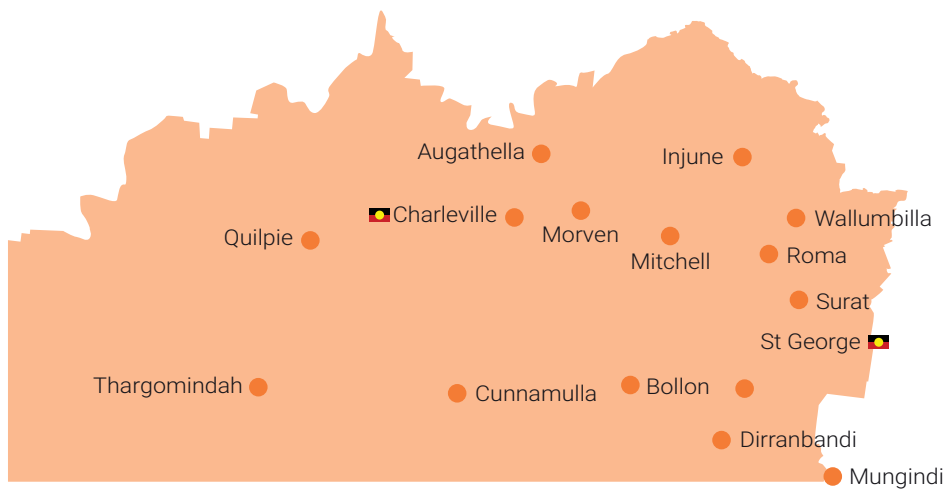 Augathella
Injune
Charleville
Wallumbilla
Morven
Quilpie
Roma
Mitchell
Surat
St George
Thargomindah
Bollon
Cunnamulla
Dirranbandi
Mungindi